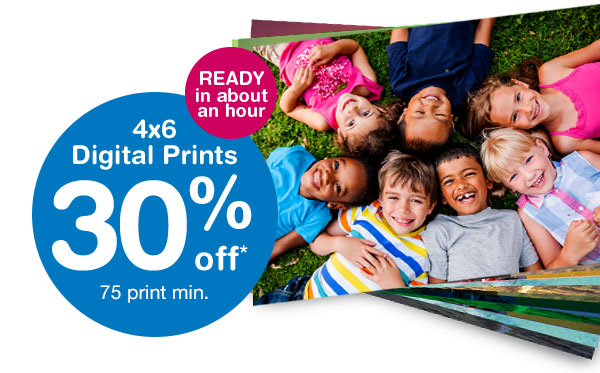 READY
in about
an hour
4x6
Digital Prints
30% off*
75 print min.